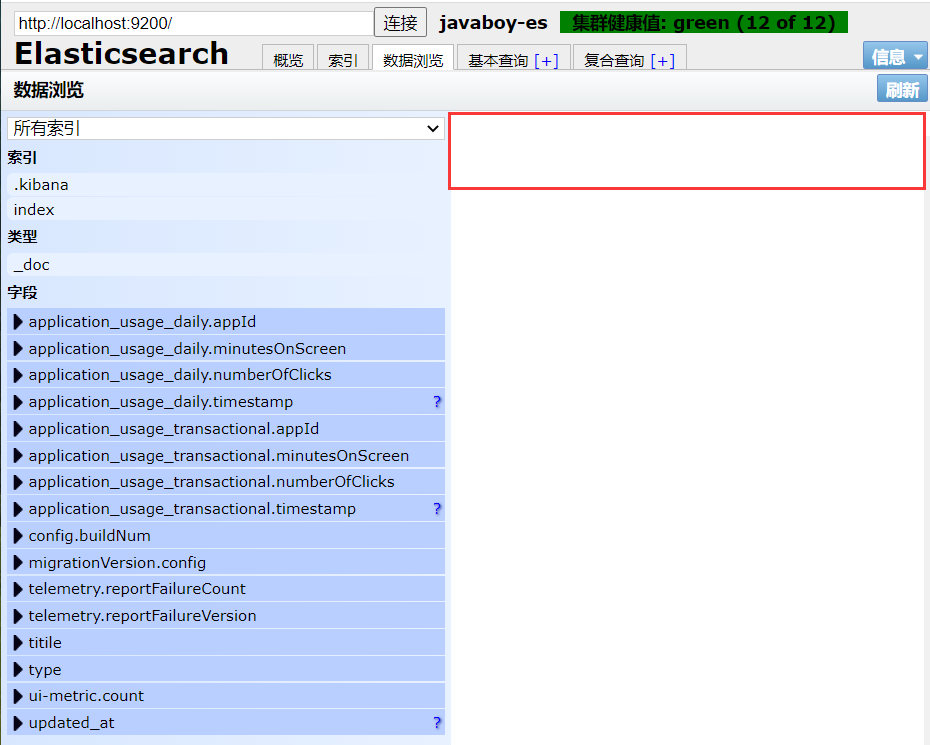 http://localhost:9200/ 连接 javaboy-es 集群健康值: green (12 of 12)
Elasticsearch 概览 索引 数据浏览 基本查询 [+] 复合查询 [+] 信息
数据浏览 刷新
所有索引
索引
.kibana
index
类型
_doc
字段
application_usage_daily.appId
application_usage_daily.minutesOnScreen
application_usage_daily.numberOfClicks
application_usage_daily.timestamp ?
application_usage_transactional.appId
application_usage_transactional.minutesOnScreen
application_usage_transactional.numberOfClicks
application_usage_transactional.timestamp ?
config.buildNum
migrationVersion.config
telemetry.reportFailureCount
telemetry.reportFailureVersion
titile
type
ui-metric.count
updated_at ?